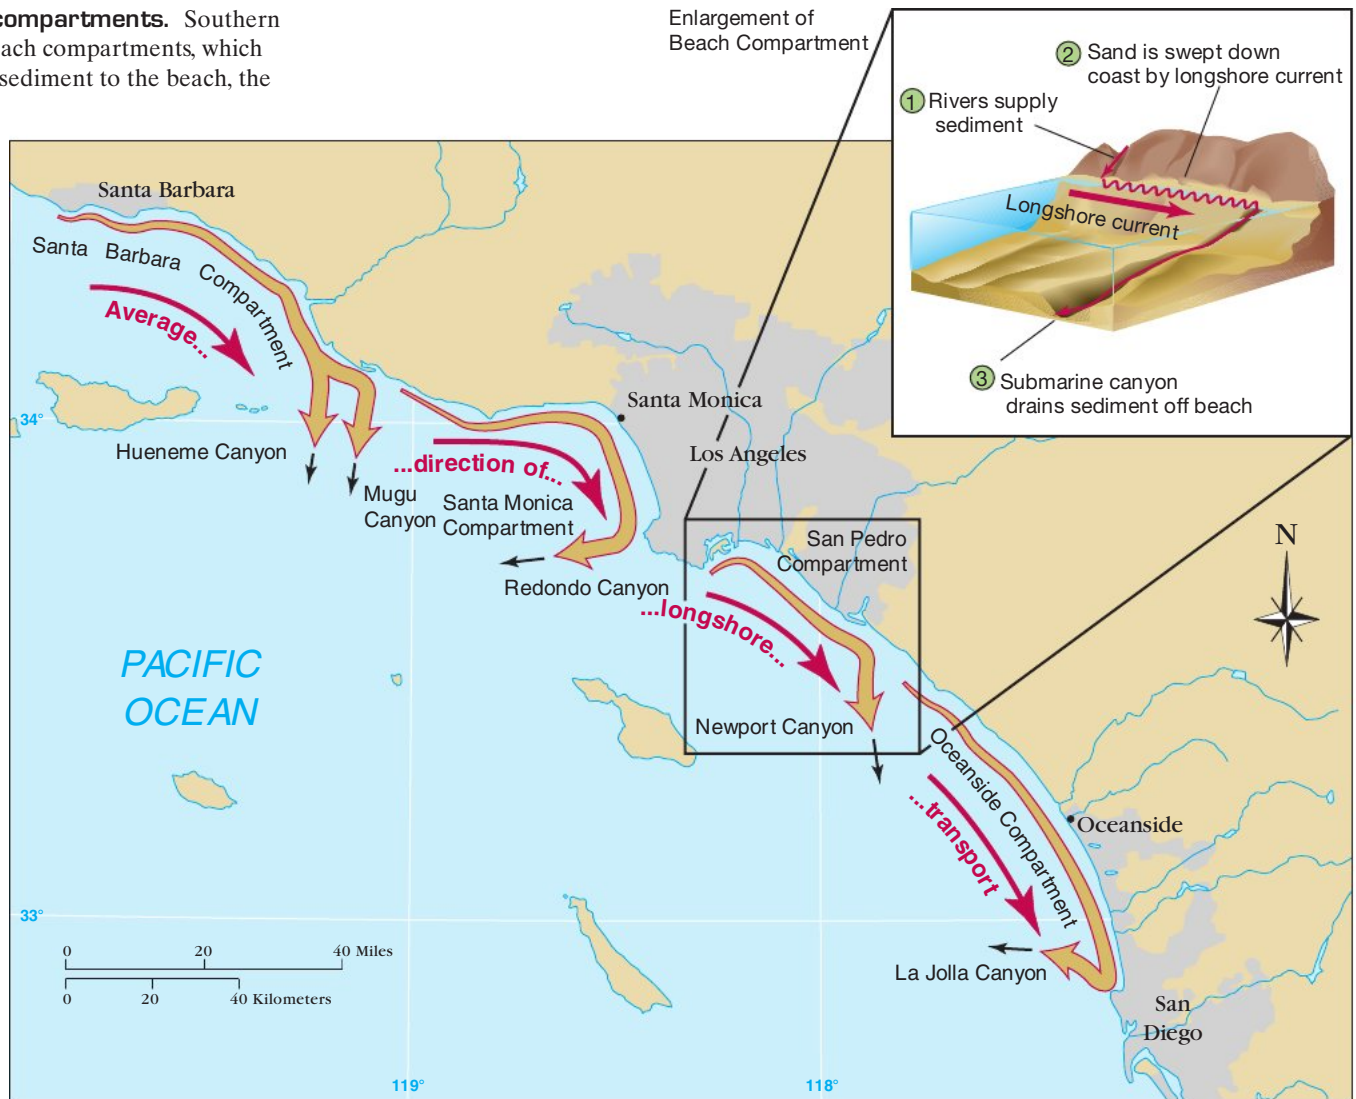 compartments. Southern
each compartments, which
sediment to the beach, the
Enlargement of
Beach Compartment
1 Rivers supply
sediment
2 Sand is swept down
coast by longshore current
Longshore current
3 Submarine canyon
drains sediment off beach
Santa Barbara
Santa Barbara Compartment
Average...
34°
Hueneme Canyon
Mugu
Canyon
...direction of...
Santa Monica
Compartment
Redondo Canyon
Santa Monica
Los Angeles
San Pedro
Compartment
...longshore...
Newport Canyon
N
PACIFIC
OCEAN
Oceanside Compartment
...transport
Oceanside
La Jolla Canyon
San
Diego
33°
0 20 40 Miles
0 20 40 Kilometers
119°
118°